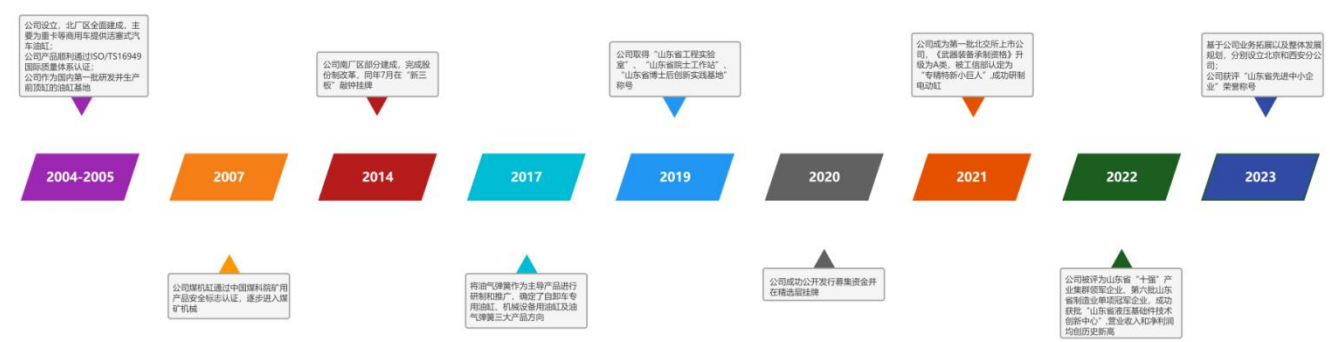 公司设立，北厂区全面建成，主
要为重卡等商用车提供活塞式汽
车油缸；
公司产品顺利通过ISO/TS16949
国际质量体系认证；
公司作为国内第一批研发并生产
前顶缸的油缸基地
2004-2005
2007
公司煤机缸通过中国煤科院矿用
产品安全标志认证，逐步进入煤
矿机械
公司南厂区部分建成，完成股
份制改革，同年7月在“新三
板”敲钟挂牌
2014
2017
将油气弹簧作为主导产品进行
研制和推广，确定了自卸车专
用油缸、机械设备用油缸及油
气弹簧三大产品方向
公司取得“山东省工程实验
室”、“山东省院士工作站”、
“山东省博士后创新实践基地”
称号
2019
2020
公司成功公开发行募集资金并
在精选层挂牌
公司成为第一批北交所上市公
司，《武器装备承制资格》升
级为A类，被工信部认定为
“专精特新小巨人”,成功研制
电动缸
2021
2022
公司被评为山东省“十强”产
业集群领军企业、第六批山东
省制造业单项冠军企业，成功
获批“山东省液压基础件技术
创新中心”,营业收入和净利润
均创历史新高
基于公司业务拓展以及整体发展
规划，分别设立北京和西安分公
司；
公司获评“山东省先进中小企
业”荣誉称号
2023